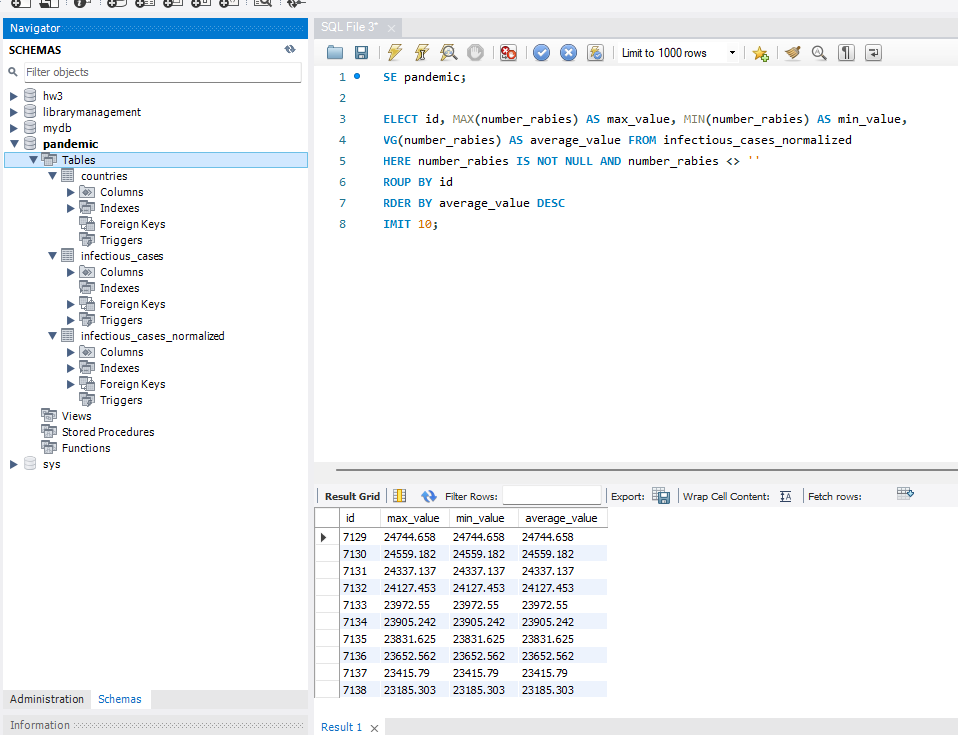 Navigator
SCHEMAS
Filter objects
hw3
librarymanagement
mydb
pandemic
Tables
countries
Columns
Indexes
Foreign Keys
Triggers
infectious_cases
Columns
Indexes
Foreign Keys
Triggers
infectious_cases_normalized
Columns
Indexes
Foreign Keys
Triggers
Views
Stored Procedures
Functions
sys
Administration Schemas
Information
SQL File 3*
Limit to 1000 rows
1 SE pandemic;
2
3 ELECT id, MAX(number_rabies) AS max_value, MIN(number_rabies) AS min_value,
4 VG(number_rabies) AS average_value FROM infectious_cases_normalized
5 HERE number_rabies IS NOT NULL AND number_rabies <> ''
6 ROUP BY id
7 RDER BY average_value DESC
8 IMIT 10;
Result Grid Filter Rows: Export: Wrap Cell Content: Fetch rows:
id max_value min_value average_value
7129 24744.658 24744.658 24744.658
7130 24559.182 24559.182 24559.182
7131 24337.137 24337.137 24337.137
7132 24127.453 24127.453 24127.453
7133 23972.55 23972.55 23972.55
7134 23905.242 23905.242 23905.242
7135 23831.625 23831.625 23831.625
7136 23652.562 23652.562 23652.562
7137 23415.79 23415.79 23415.79
7138 23185.303 23185.303 23185.303
Result 1